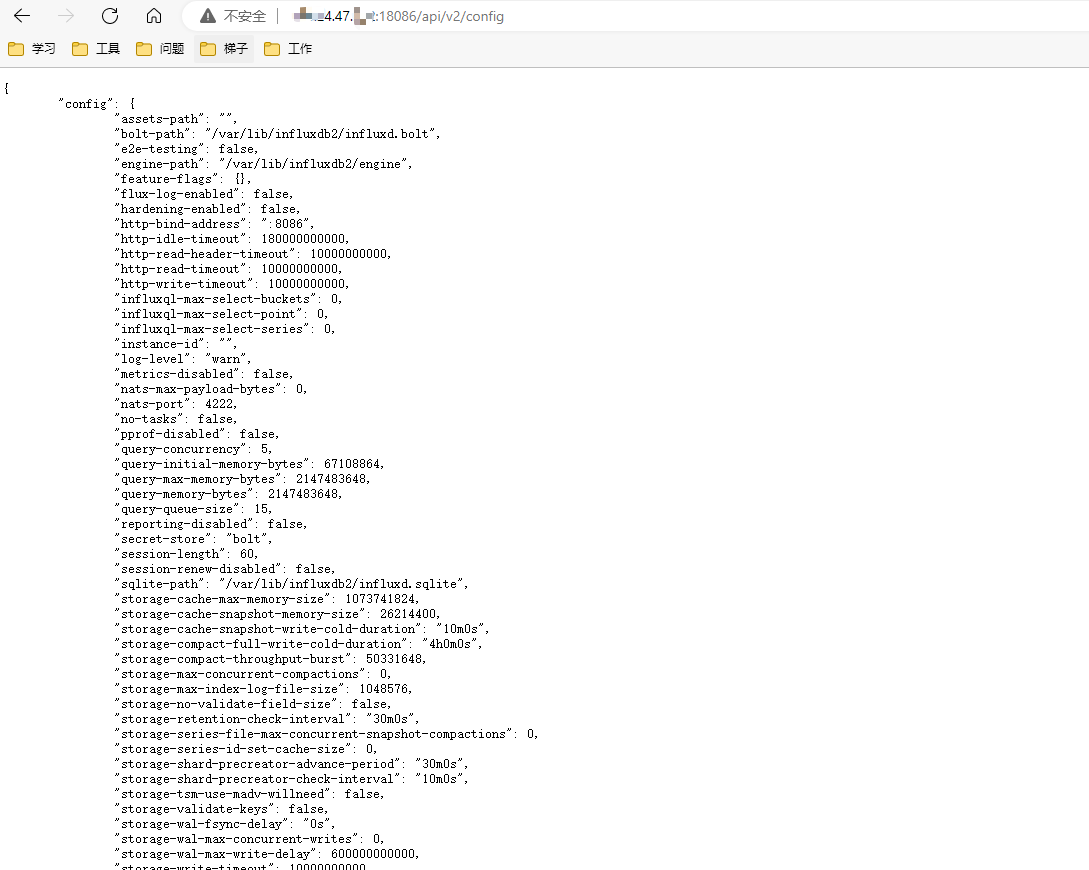 不安全 4.47. :18086/api/v2/config
学习 工具 问题 梯子 工作
{
"config": {
"assets-path": "",
"bolt-path": "/var/lib/influxdb2/influxd.bolt",
"e2e-testing": false,
"engine-path": "/var/lib/influxdb2/engine",
"feature-flags": {},
"flux-log-enabled": false,
"hardening-enabled": false,
"http-bind-address": ":8086",
"http-idle-timeout": 180000000000,
"http-read-header-timeout": 10000000000,
"http-read-timeout": 10000000000,
"http-write-timeout": 10000000000,
"influxql-max-select-buckets": 0,
"influxql-max-select-point": 0,
"influxql-max-select-series": 0,
"instance-id": "",
"log-level": "warn",
"metrics-disabled": false,
"nats-max-payload-bytes": 0,
"nats-port": 4222,
"no-tasks": false,
"pprof-disabled": false,
"query-concurrency": 5,
"query-initial-memory-bytes": 67108864,
"query-max-memory-bytes": 2147483648,
"query-memory-bytes": 2147483648,
"query-queue-size": 15,
"reporting-disabled": false,
"secret-store": "bolt",
"session-length": 60,
"session-renew-disabled": false,
"sqlite-path": "/var/lib/influxdb2/influxd.sqlite",
"storage-cache-max-memory-size": 1073741824,
"storage-cache-snapshot-memory-size": 26214400,
"storage-cache-snapshot-write-cold-duration": "10m0s",
"storage-compact-full-write-cold-duration": "4h0m0s",
"storage-compact-throughput-burst": 50331648,
"storage-max-concurrent-compactions": 0,
"storage-max-index-log-file-size": 1048576,
"storage-no-validate-field-size": false,
"storage-retention-check-interval": "30m0s",
"storage-series-file-max-concurrent-snapshot-compactions": 0,
"storage-series-id-set-cache-size": 0,
"storage-shard-precreator-advance-period": "30m0s",
"storage-shard-precreator-check-interval": "10m0s",
"storage-tsm-use-madv-willneed": false,
"storage-validate-keys": false,
"storage-wal-fsync-delay": "0s",
"storage-wal-max-concurrent-writes": 0,
"storage-wal-max-write-delay": 600000000000,
"storage-write-timeout": 10000000000